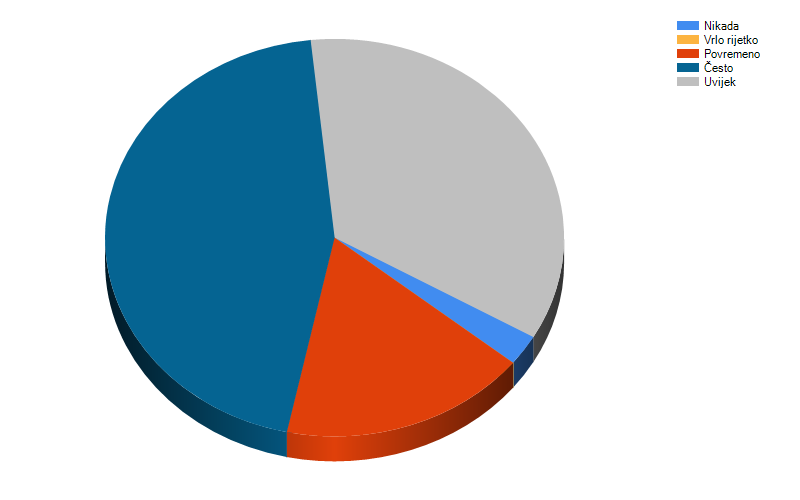 Nikada
Vrlo rijetko
Povremeno
Često
Uvijek